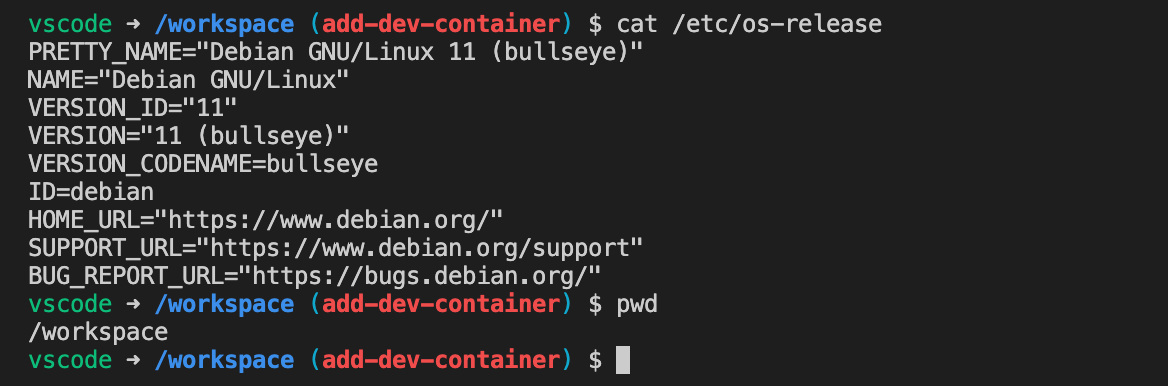 vscode → /workspace (add-dev-container) $ cat /etc/os-release
PRETTY_NAME="Debian GNU/Linux 11 (bullseye)"
NAME="Debian GNU/Linux"
VERSION_ID="11"
VERSION="11 (bullseye)"
VERSION_CODENAME=bullseye
ID=debian
HOME_URL="https://www.debian.org/"
SUPPORT_URL="https://www.debian.org/support"
BUG_REPORT_URL="https://bugs.debian.org/"
vscode → /workspace (add-dev-container) $ pwd
/workspace
vscode → /workspace (add-dev-container) $